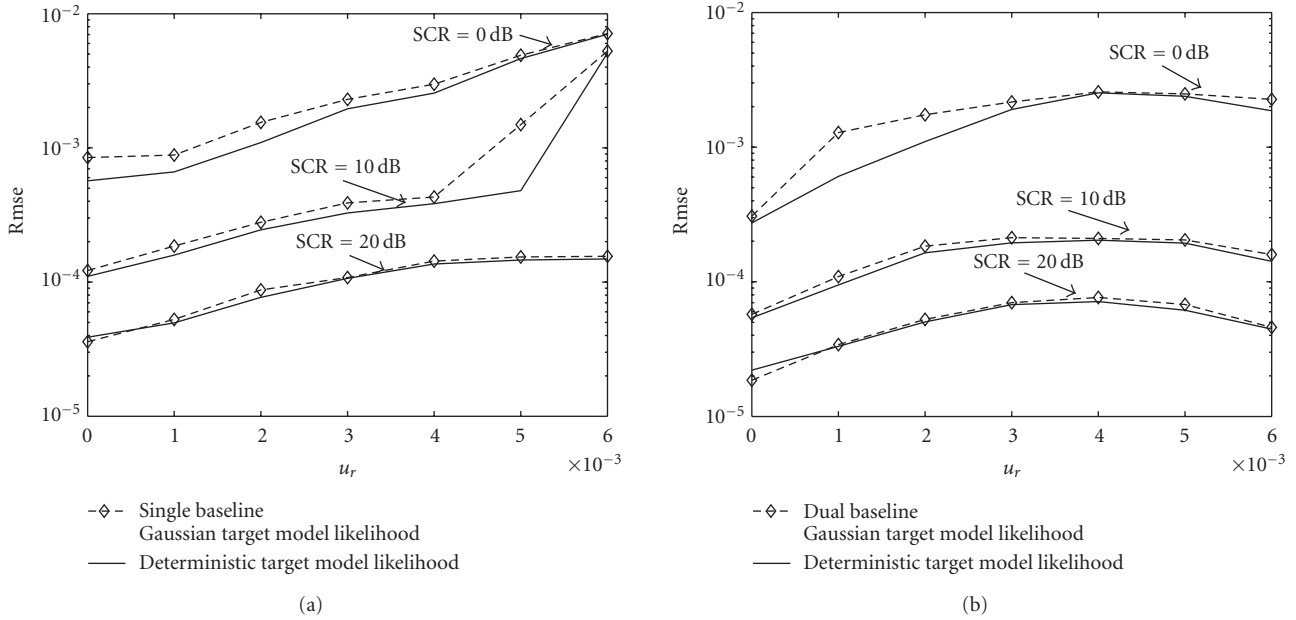 10⁻²
10⁻³
10⁻⁴
10⁻⁵
Rmse
SCR = 0 dB
SCR = 10 dB
SCR = 20 dB
0 1 2 3 4 5 6
×10⁻³
u_r
Single baseline
Gaussian target model likelihood
Deterministic target model likelihood
(a)
10⁻²
10⁻³
10⁻⁴
10⁻⁵
Rmse
SCR = 0 dB
SCR = 10 dB
SCR = 20 dB
0 1 2 3 4 5 6
×10⁻³
u_r
Dual baseline
Gaussian target model likelihood
Deterministic target model likelihood
(b)